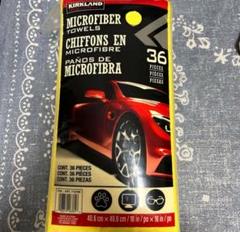 KIRKLAND
MICROFIBER
TOWELS
CHIFFONS EN
MICROFIBRE
PAÑOS DE
MICROFIBRA
36
PIECES
PIÈCES
PIEZAS
CONT. 36 PIECES
CONT. 36 PIÈCES
CONT. 36 PIEZAS
40.6 cm × 40.6 cm / 16 in / po × 16 in / po